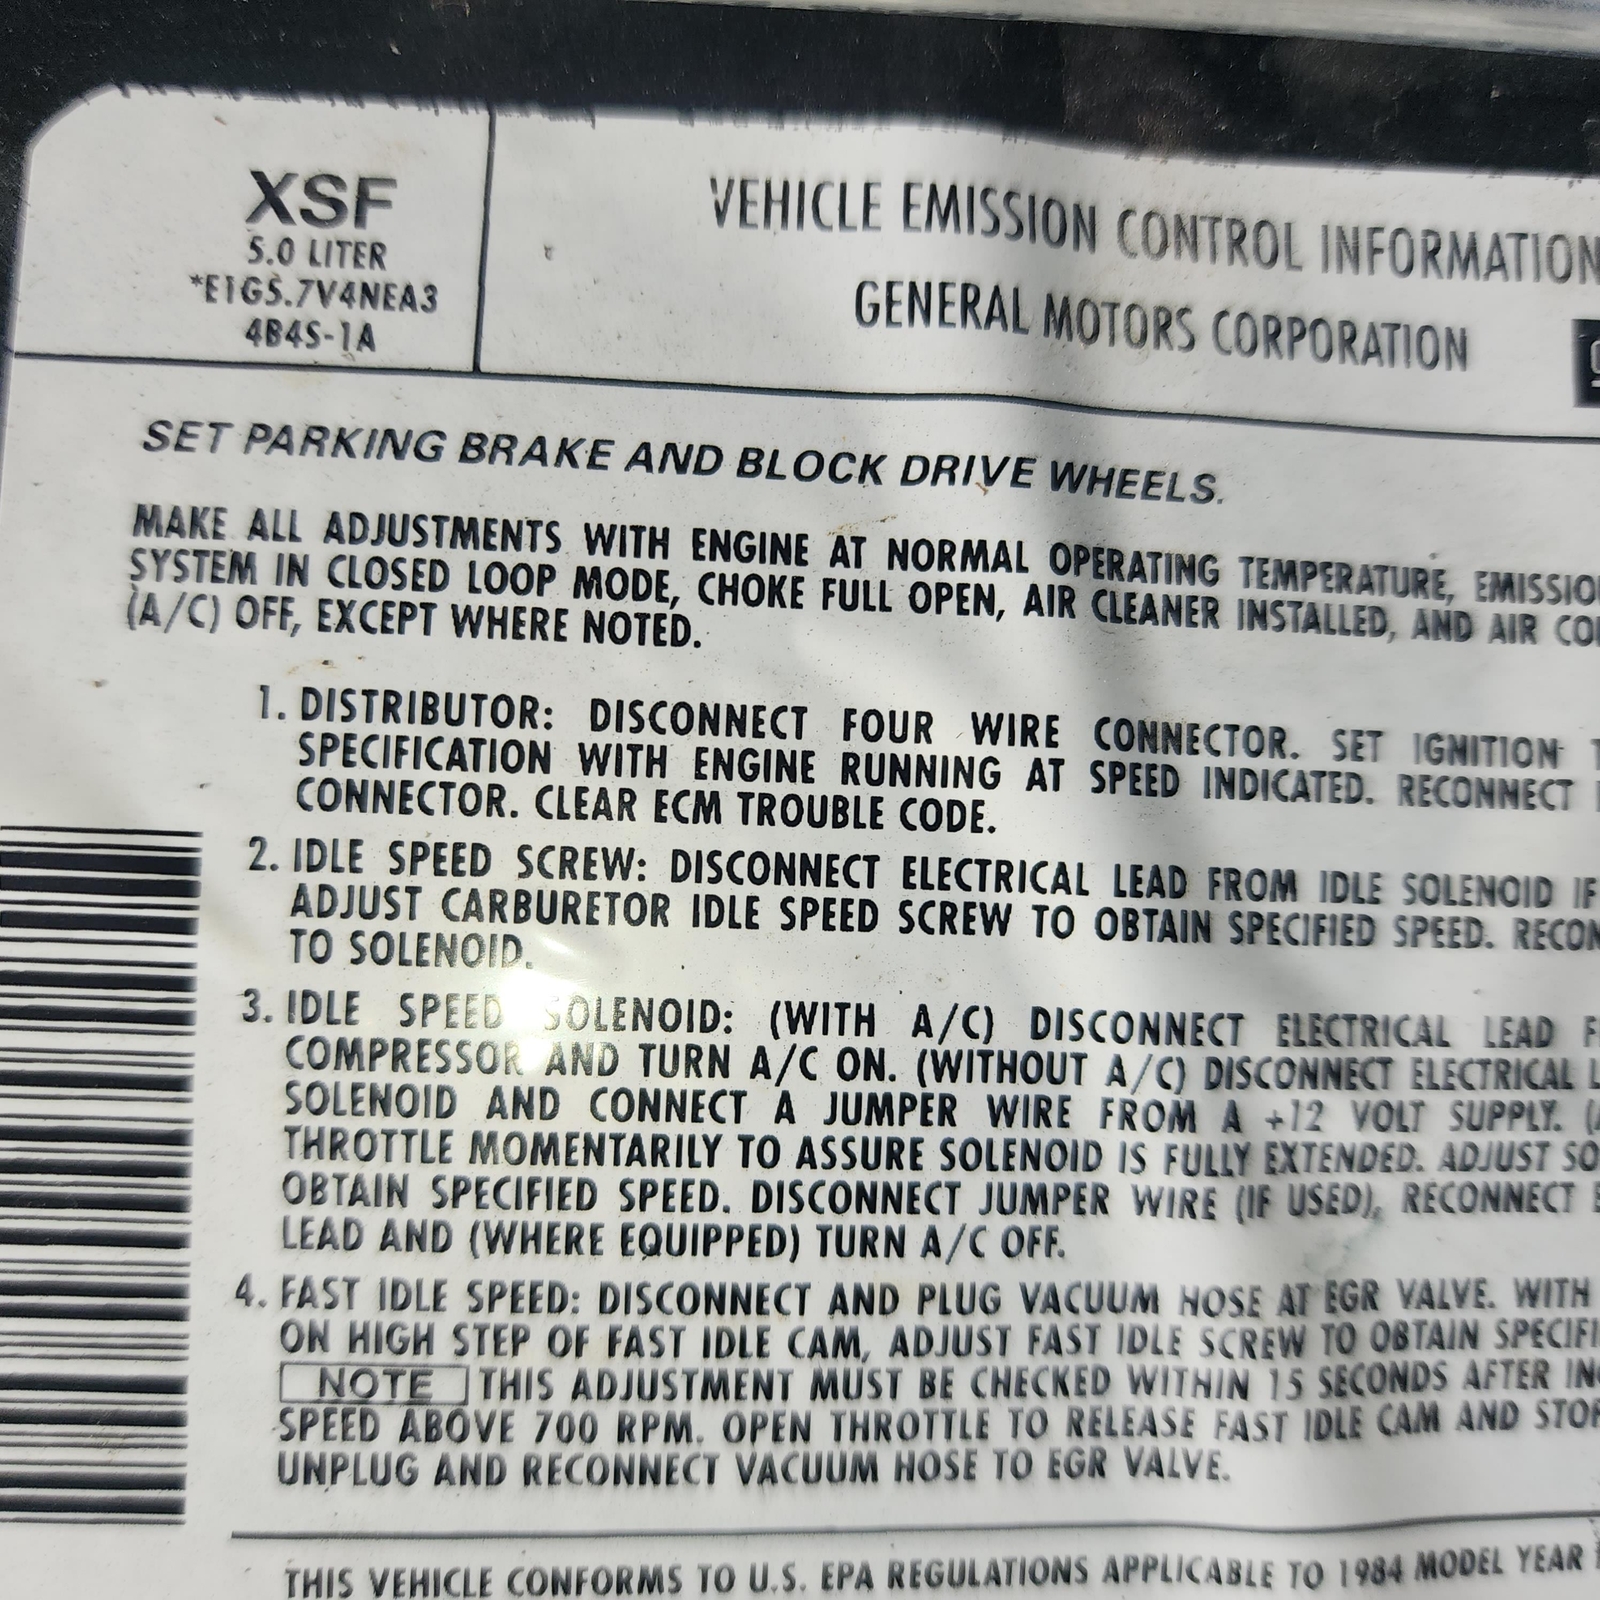 XSF
5.0 LITER
*E1G5.7V4NEA3
4B4S-1A
VEHICLE EMISSION CONTROL INFORMATION
GENERAL MOTORS CORPORATION
SET PARKING BRAKE AND BLOCK DRIVE WHEELS.
MAKE ALL ADJUSTMENTS WITH ENGINE AT NORMAL OPERATING TEMPERATURE, EMISSIO
SYSTEM IN CLOSED LOOP MODE, CHOKE FULL OPEN, AIR CLEANER INSTALLED, AND AIR CO
(A/C) OFF, EXCEPT WHERE NOTED.
1. DISTRIBUTOR: DISCONNECT FOUR WIRE CONNECTOR. SET IGNITION T
SPECIFICATION WITH ENGINE RUNNING AT SPEED INDICATED. RECONNECT
CONNECTOR. CLEAR ECM TROUBLE CODE.
2. IDLE SPEED SCREW: DISCONNECT ELECTRICAL LEAD FROM IDLE SOLENOID IF
ADJUST CARBURETOR IDLE SPEED SCREW TO OBTAIN SPECIFIED SPEED. RECON
TO SOLENOID.
3. IDLE SPEED SOLENOID: (WITH A/C) DISCONNECT ELECTRICAL LEAD F
COMPRESSOR AND TURN A/C ON. (WITHOUT A/C) DISCONNECT ELECTRICAL L
SOLENOID AND CONNECT A JUMPER WIRE FROM A +12 VOLT SUPPLY. (
THROTTLE MOMENTARILY TO ASSURE SOLENOID IS FULLY EXTENDED. ADJUST SO
OBTAIN SPECIFIED SPEED. DISCONNECT JUMPER WIRE (IF USED), RECONNECT E
LEAD AND (WHERE EQUIPPED) TURN A/C OFF.
4. FAST IDLE SPEED: DISCONNECT AND PLUG VACUUM HOSE AT EGR VALVE. WITH
ON HIGH STEP OF FAST IDLE CAM, ADJUST FAST IDLE SCREW TO OBTAIN SPECIFI
NOTE THIS ADJUSTMENT MUST BE CHECKED WITHIN 15 SECONDS AFTER IN
SPEED ABOVE 700 RPM. OPEN THROTTLE TO RELEASE FAST IDLE CAM AND STOP
UNPLUG AND RECONNECT VACUUM HOSE TO EGR VALVE.
THIS VEHICLE CONFORMS TO U.S. EPA REGULATIONS APPLICABLE TO 1984 MODEL YEAR